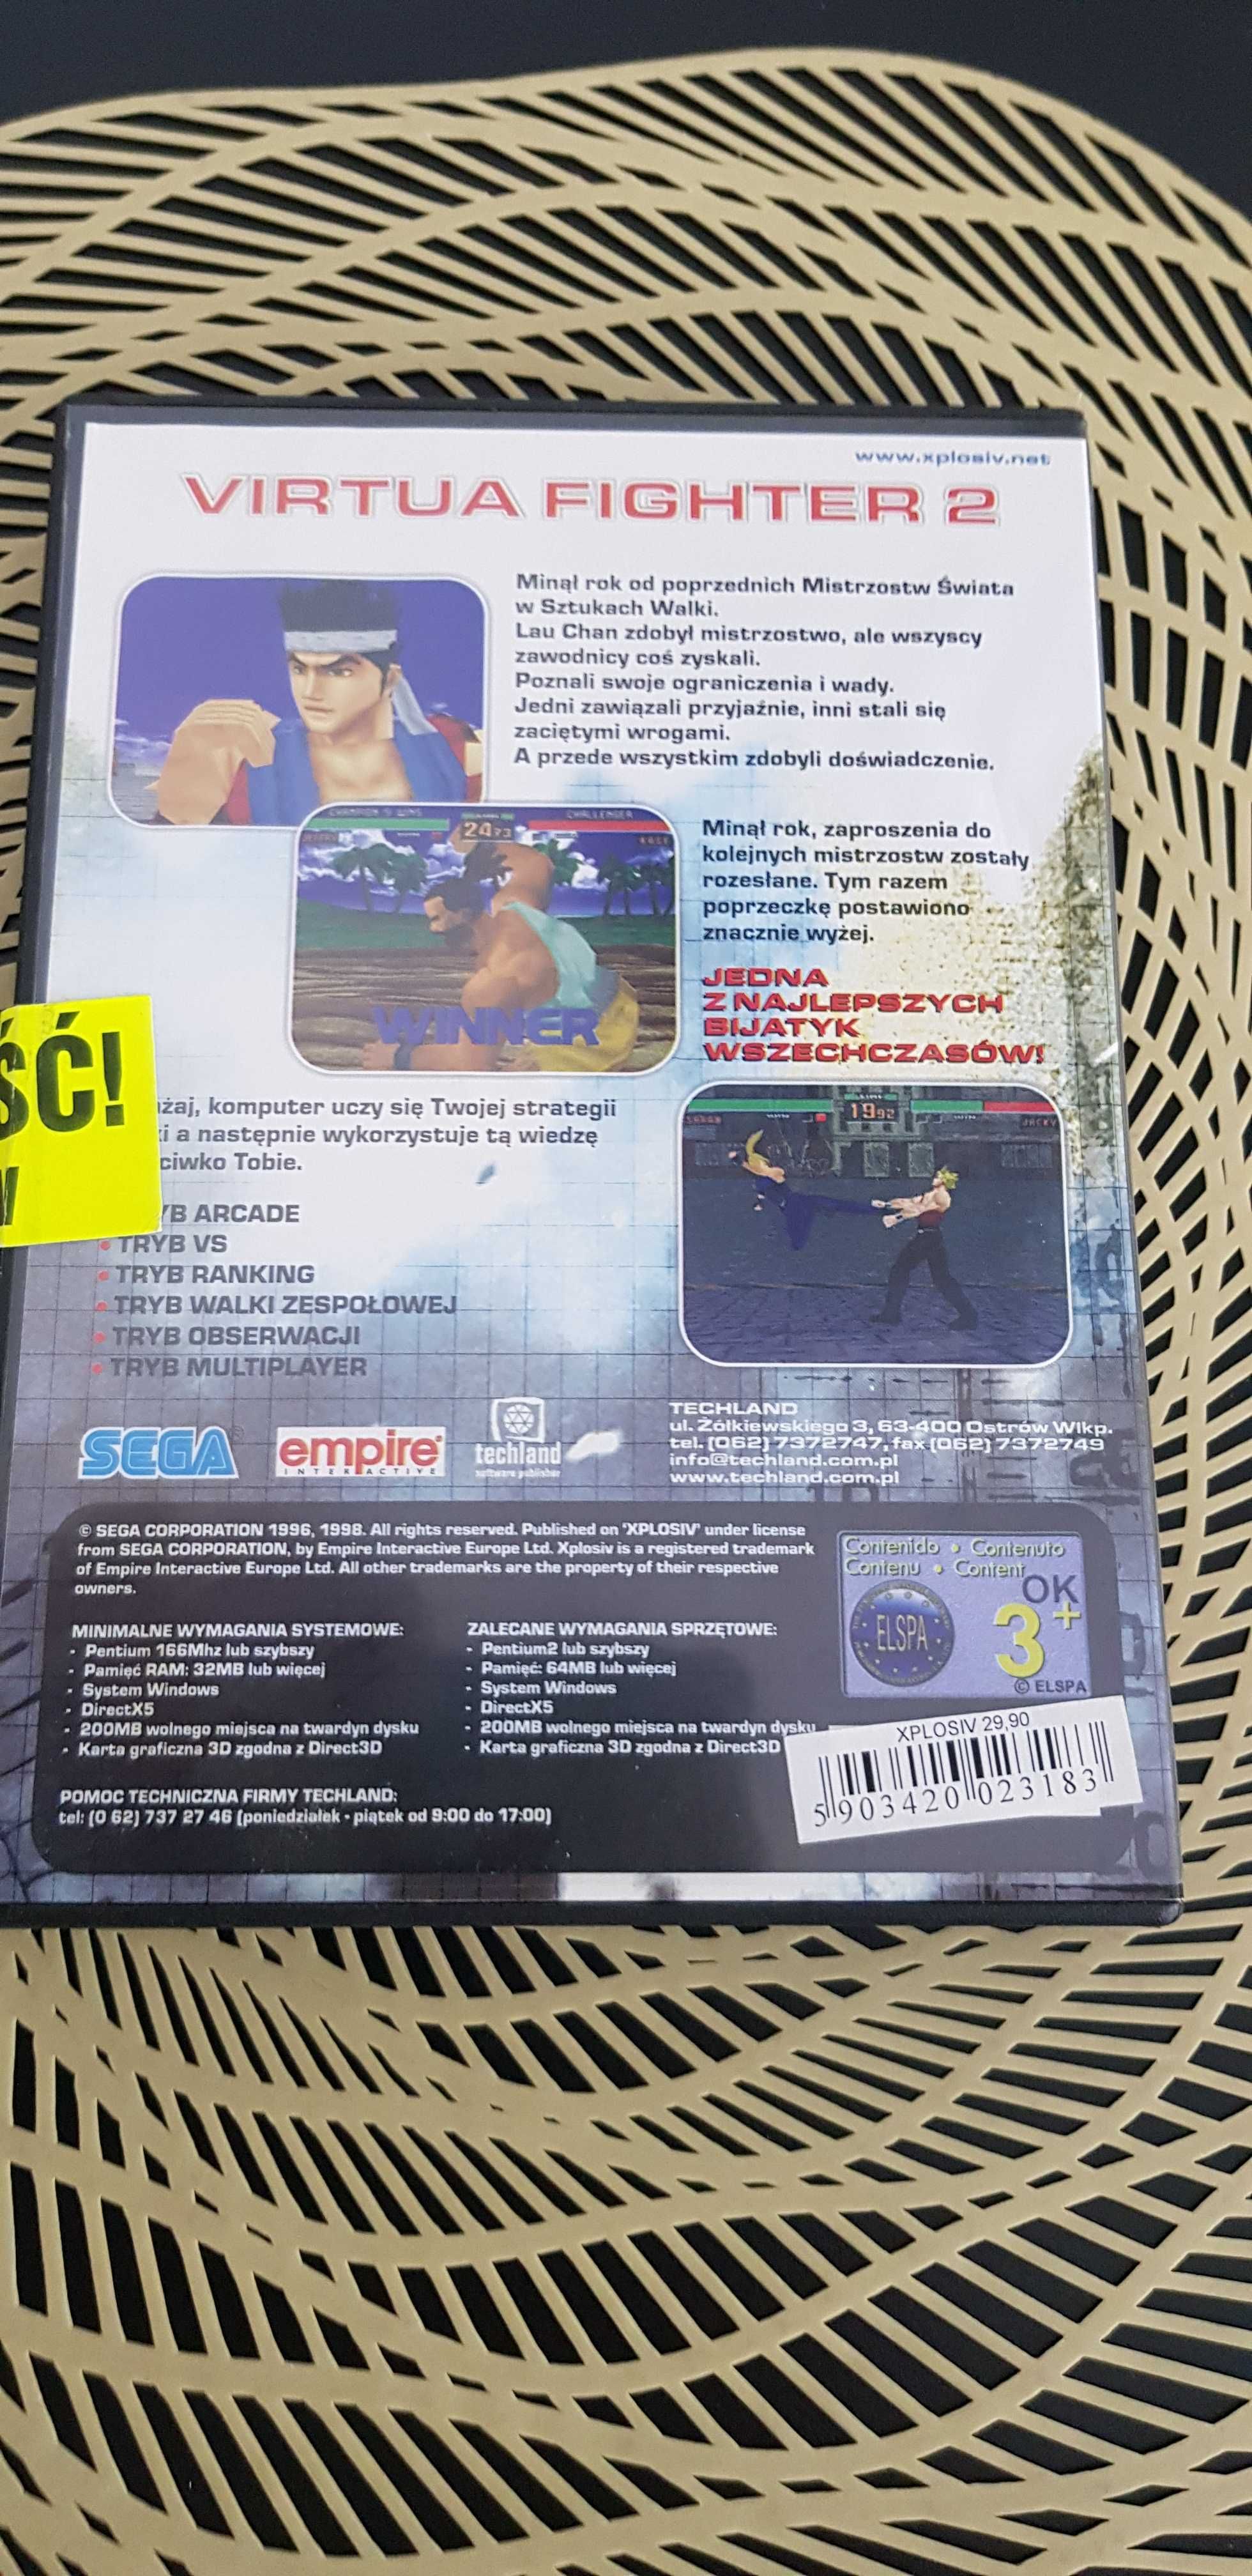 www.xplosiv.net
VIRTUA FIGHTER 2
Minął rok od poprzednich Mistrzostw Świata
w Sztukach Walki.
Lau Chan zdobył mistrzostwo, ale wszyscy
zawodnicy coś zyskali.
Poznali swoje ograniczenia i wady.
Jedni zawiązali przyjaźnie, inni stali się
zaciętymi wrogami.
A przede wszystkim zdobyli doświadczenie.
CHALLENGER
24 73
WINNER
Minął rok, zaproszenia do
kolejnych mistrzostw zostały
rozesłane. Tym razem
poprzeczkę postawiono
znacznie wyżej.
JEDNA
Z NAJLEPSZYCH
BIJATYK
WSZECHCZASÓW!
ŚĆ!
żaj, komputer uczy się Twojej strategii
i a następnie wykorzystuje tą wiedzę
ciwko Tobie.
YB ARCADE
• TRYB VS
• TRYB RANKING
• TRYB WALKI ZESPOŁOWEJ
• TRYB OBSERWACJI
• TRYB MULTIPLAYER
19 92
JACKY
SEGA®
empire
INTERACTIVE
techland
software publisher
TECHLAND
ul. Żółkiewskiego 3, 63-400 Ostrów Wlkp.
tel. (062) 7372747, fax (062) 7372749
info@techland.com.pl
www.techland.com.pl
© SEGA CORPORATION 1996, 1998. All rights reserved. Published on 'XPLOSIV' under license
from SEGA CORPORATION, by Empire Interactive Europe Ltd. Xplosiv is a registered trademark
of Empire Interactive Europe Ltd. All other trademarks are the property of their respective
owners.
Contenido • Contenuto
Contenu • Content
OK
ELSPA
3+
© ELSPA
MINIMALNE WYMAGANIA SYSTEMOWE:
- Pentium 166Mhz lub szybszy
- Pamięć RAM: 32MB lub więcej
- System Windows
- DirectX5
- 200MB wolnego miejsca na twardyn dysku
- Karta graficzna 3D zgodna z Direct3D
ZALECANE WYMAGANIA SPRZĘTOWE:
- Pentium2 lub szybszy
- Pamięć: 64MB lub więcej
- System Windows
- DirectX5
- 200MB wolnego miejsca na twardyn dysku
- Karta graficzna 3D zgodna z Direct3D
XPLOSIV 29,90
5 903420 023183
POMOC TECHNICZNA FIRMY TECHLAND:
tel: (0 62) 737 27 46 (poniedziałek - piątek od 9:00 do 17:00)